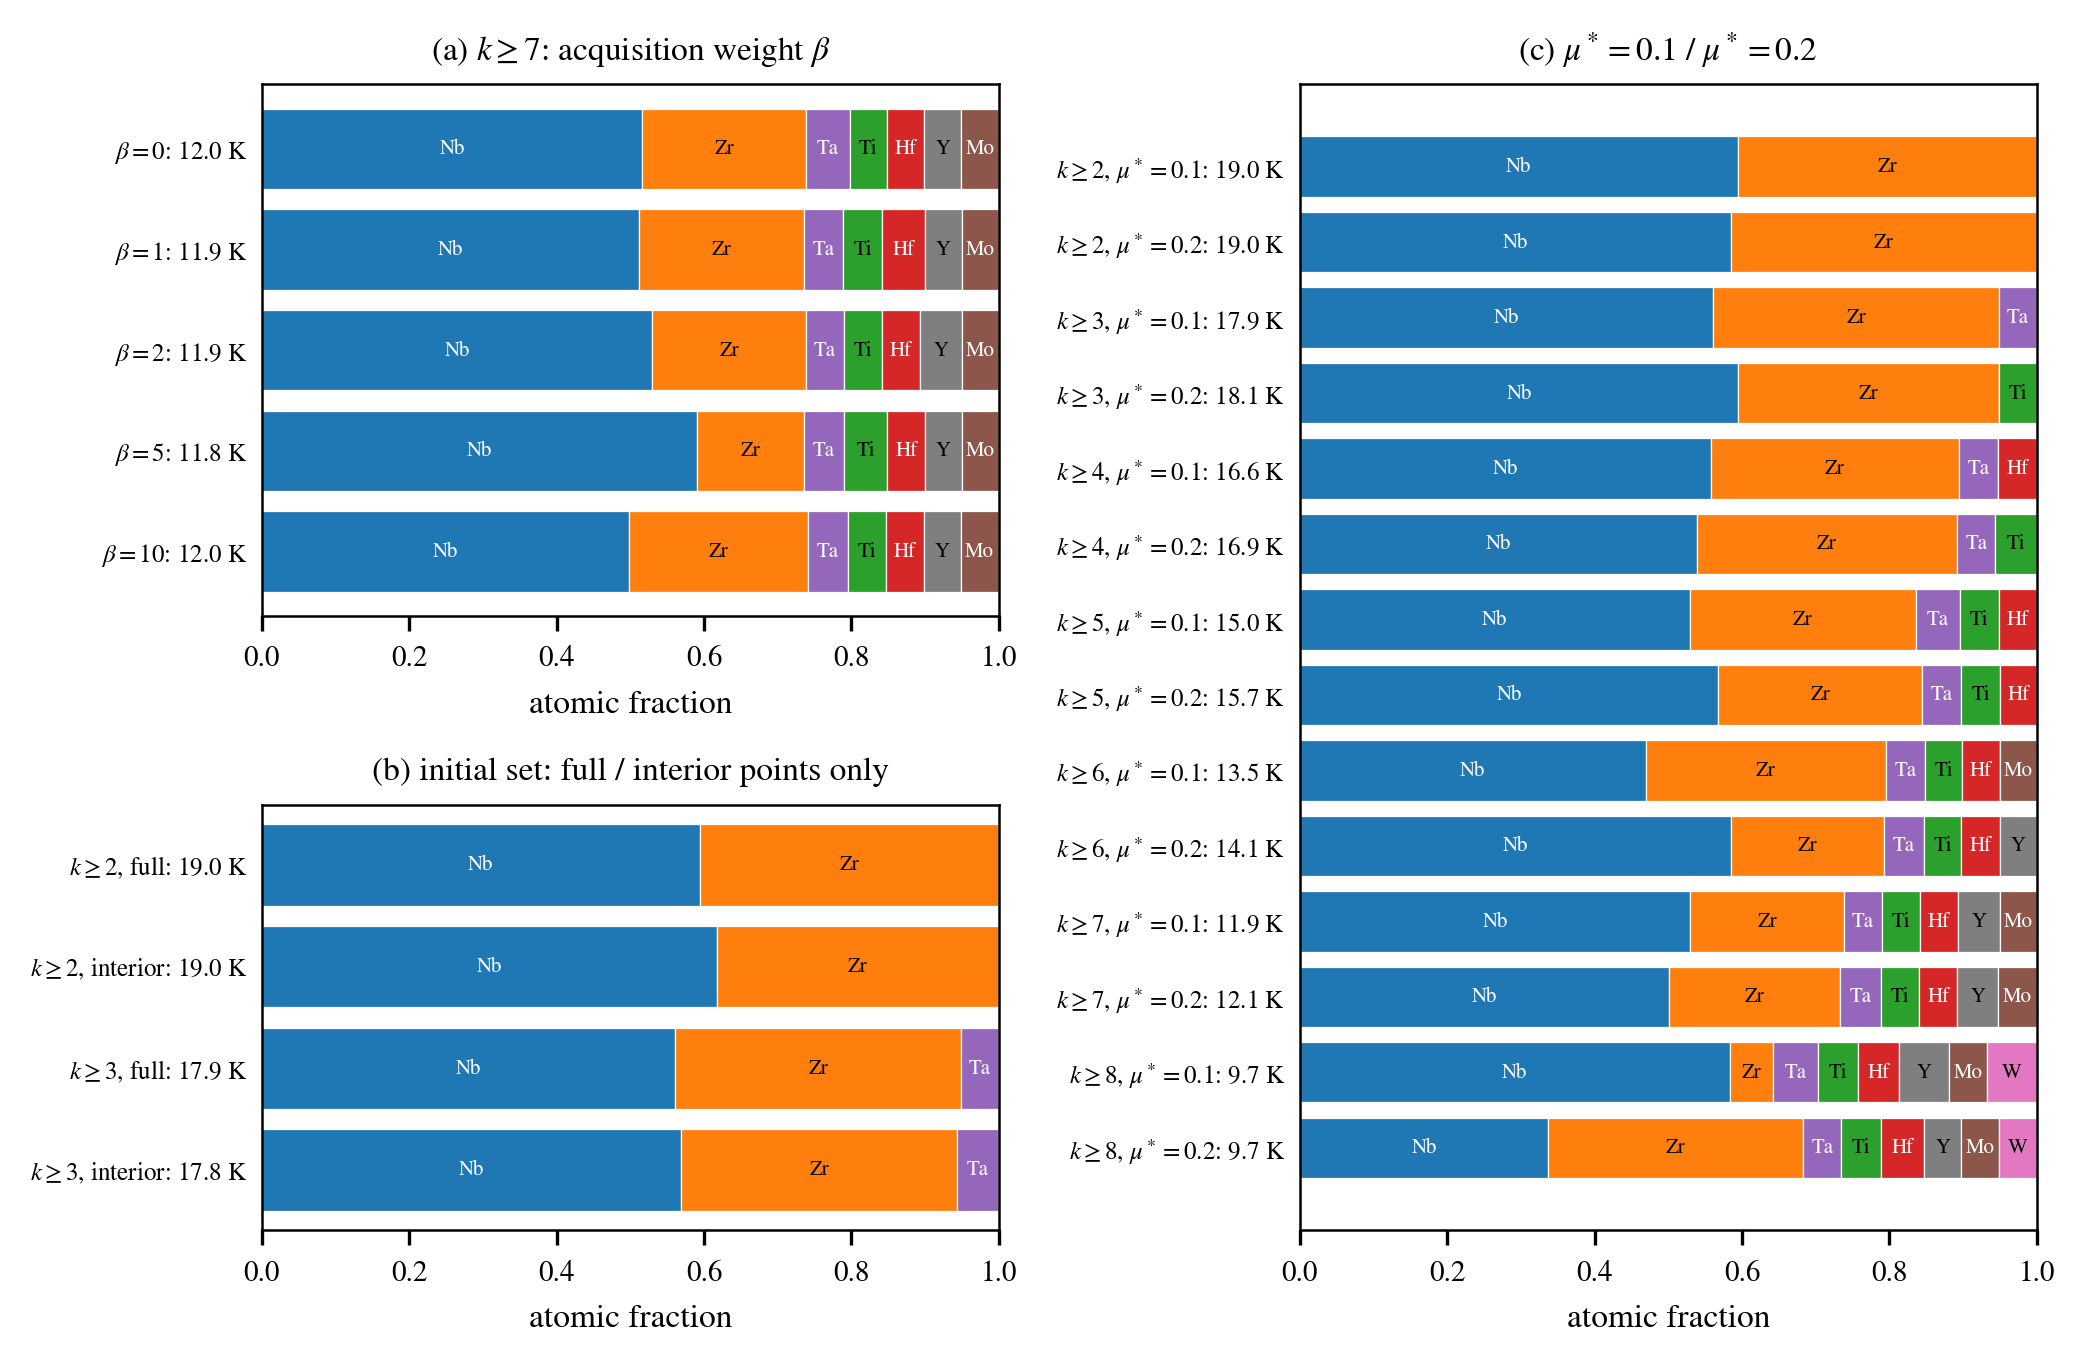 (a) k ≥ 7: acquisition weight β
β = 0: 12.0 K
Nb Zr Ta Ti Hf Y Mo
β = 1: 11.9 K
Nb Zr Ta Ti Hf Y Mo
β = 2: 11.9 K
Nb Zr Ta Ti Hf Y Mo
β = 5: 11.8 K
Nb Zr Ta Ti Hf Y Mo
β = 10: 12.0 K
Nb Zr Ta Ti Hf Y Mo
0.0 0.2 0.4 0.6 0.8 1.0
atomic fraction
(b) initial set: full / interior points only
k ≥ 2, full: 19.0 K
Nb Zr
k ≥ 2, interior: 19.0 K
Nb Zr
k ≥ 3, full: 17.9 K
Nb Zr Ta
k ≥ 3, interior: 17.8 K
Nb Zr Ta
0.0 0.2 0.4 0.6 0.8 1.0
atomic fraction
(c) μ* = 0.1 / μ* = 0.2
k ≥ 2, μ* = 0.1: 19.0 K
Nb Zr
k ≥ 2, μ* = 0.2: 19.0 K
Nb Zr
k ≥ 3, μ* = 0.1: 17.9 K
Nb Zr Ta
k ≥ 3, μ* = 0.2: 18.1 K
Nb Zr Ti
k ≥ 4, μ* = 0.1: 16.6 K
Nb Zr Ta Hf
k ≥ 4, μ* = 0.2: 16.9 K
Nb Zr Ta Ti
k ≥ 5, μ* = 0.1: 15.0 K
Nb Zr Ta Ti Hf
k ≥ 5, μ* = 0.2: 15.7 K
Nb Zr Ta Ti Hf
k ≥ 6, μ* = 0.1: 13.5 K
Nb Zr Ta Ti Hf Mo
k ≥ 6, μ* = 0.2: 14.1 K
Nb Zr Ta Ti Hf Y
k ≥ 7, μ* = 0.1: 11.9 K
Nb Zr Ta Ti Hf Y Mo
k ≥ 7, μ* = 0.2: 12.1 K
Nb Zr Ta Ti Hf Y Mo
k ≥ 8, μ* = 0.1: 9.7 K
Nb Zr Ta Ti Hf Y Mo W
k ≥ 8, μ* = 0.2: 9.7 K
Nb Zr Ta Ti Hf Y Mo W
0.0 0.2 0.4 0.6 0.8 1.0
atomic fraction